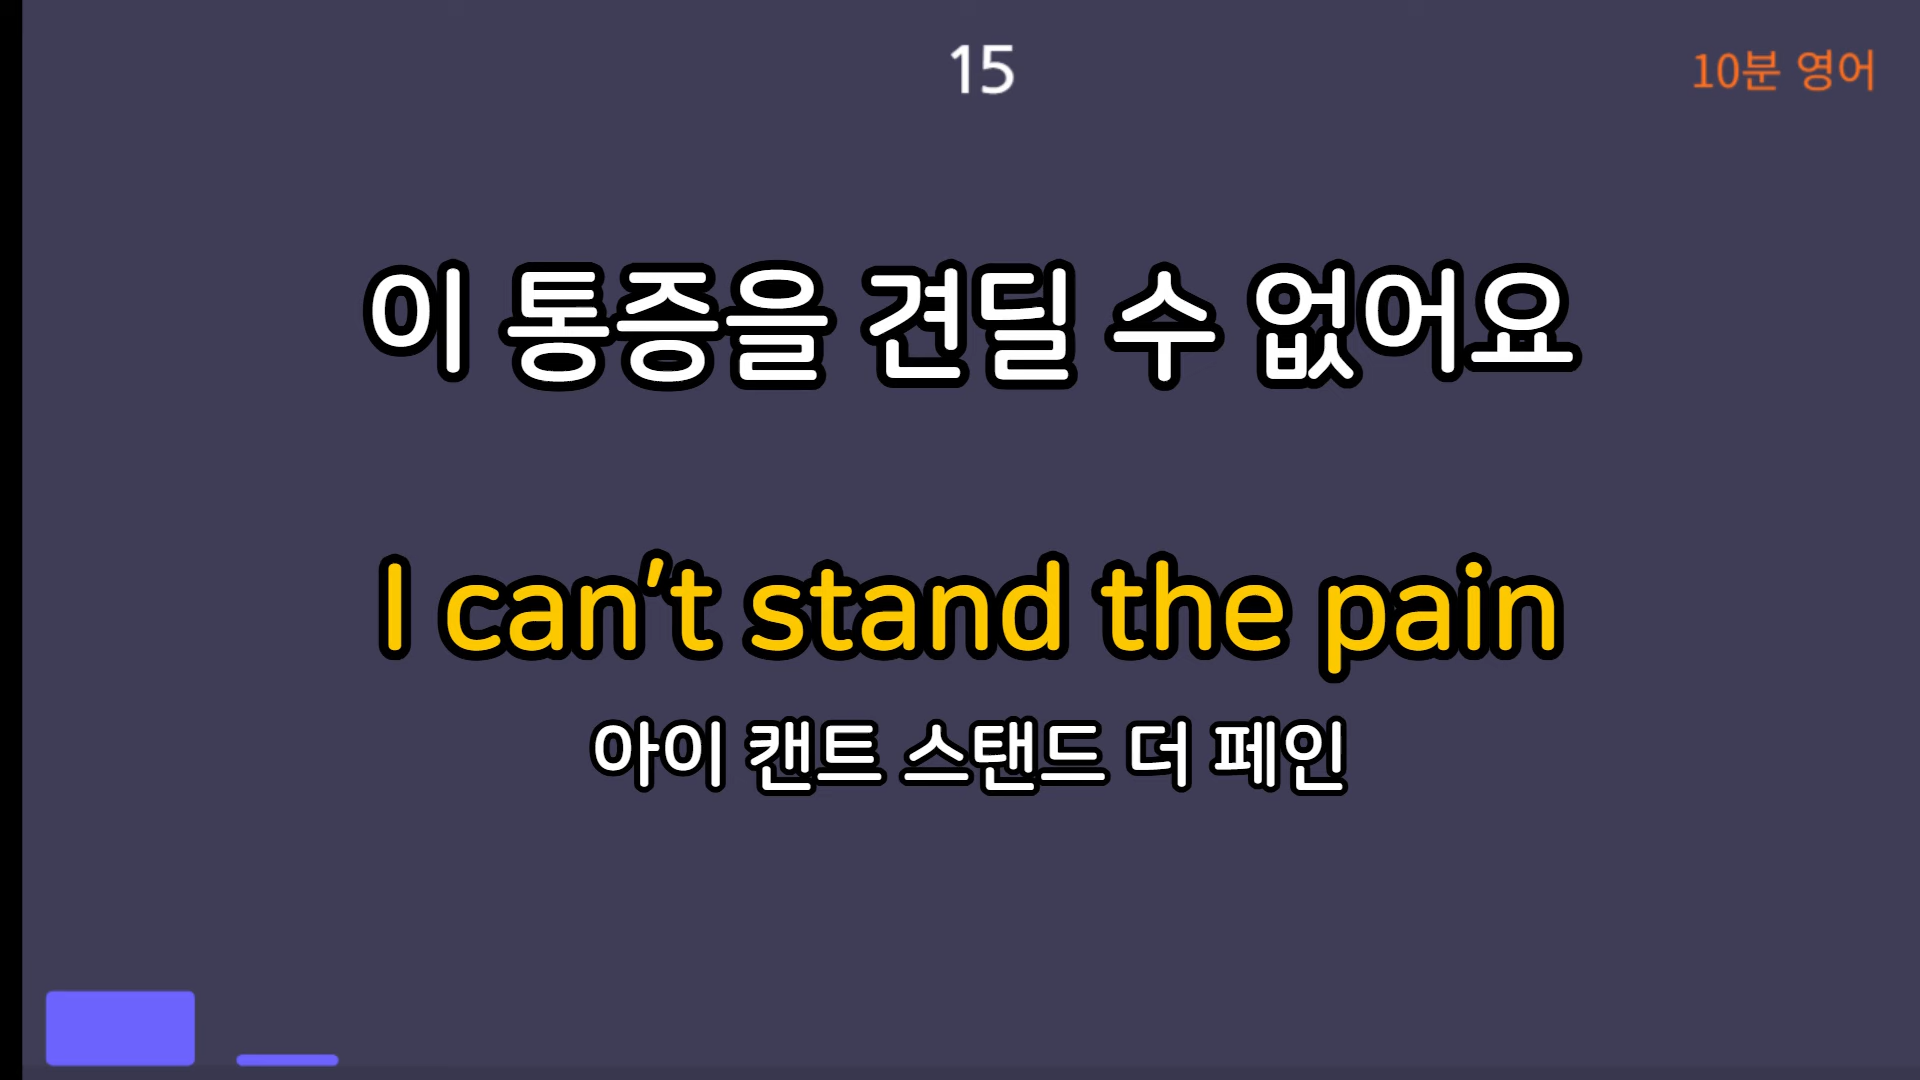 15
10분 영어
이 통증을 견딜 수 없어요
I can't stand the pain
아이 캔트 스탠드 더 페인